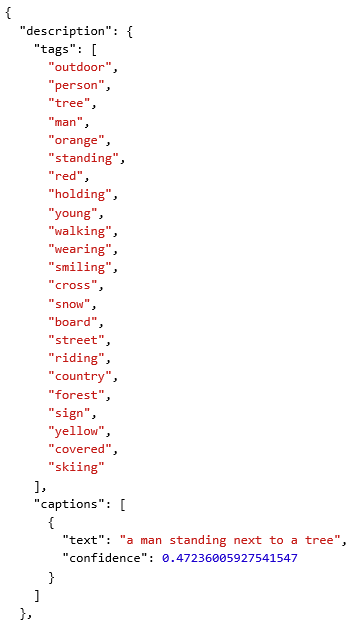 {
  "description": {
    "tags": [
      "outdoor",
      "person",
      "tree",
      "man",
      "orange",
      "standing",
      "red",
      "holding",
      "young",
      "walking",
      "wearing",
      "smiling",
      "cross",
      "snow",
      "board",
      "street",
      "riding",
      "country",
      "forest",
      "sign",
      "yellow",
      "covered",
      "skiing"
    ],
    "captions": [
      {
        "text": "a man standing next to a tree",
        "confidence": 0.47236005927541547
      }
    ]
  },